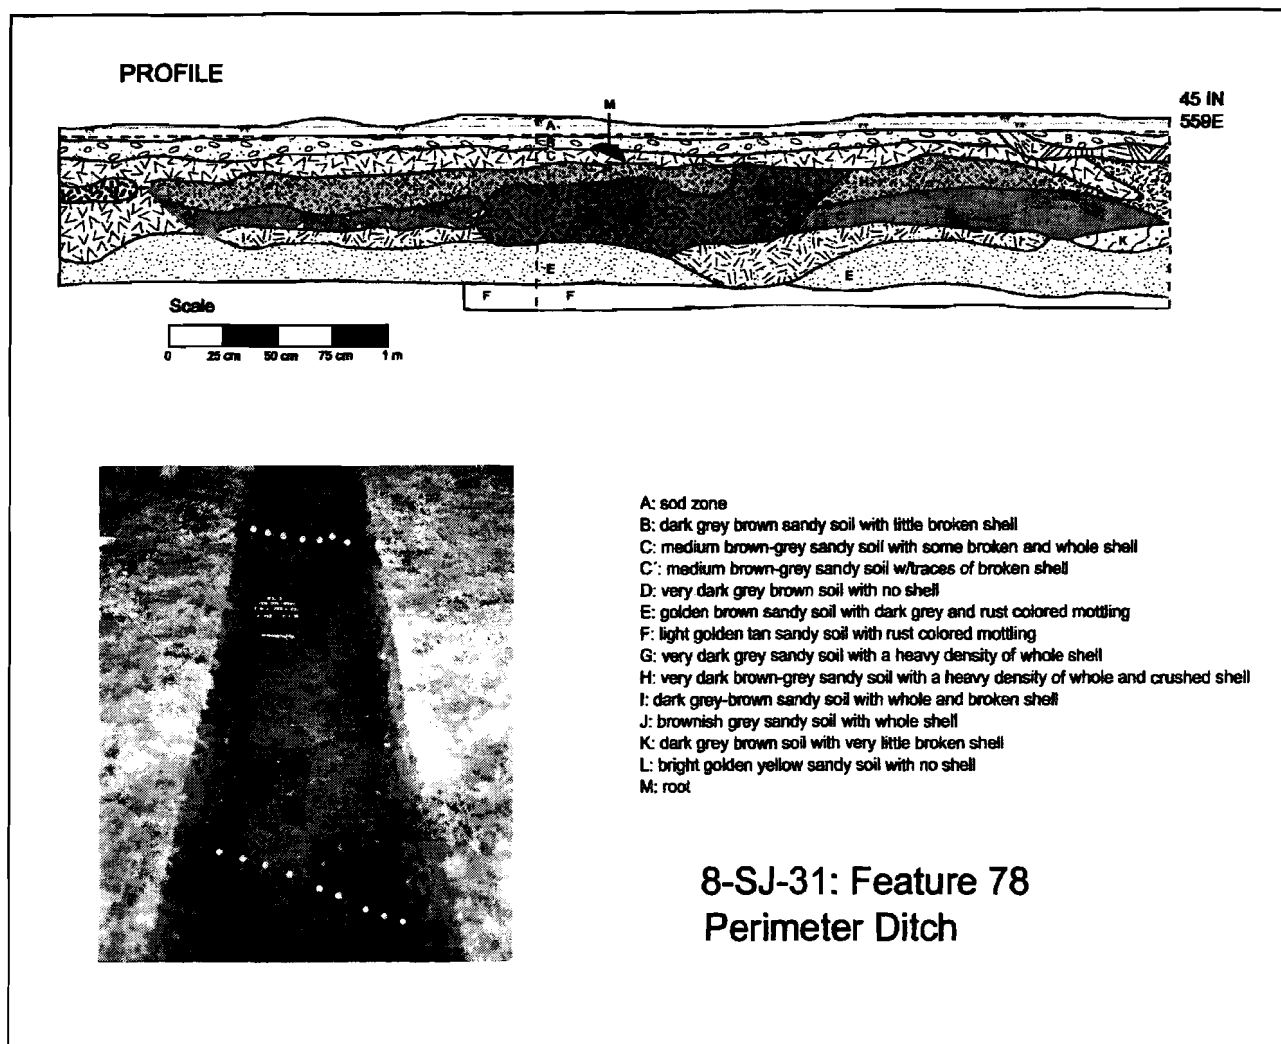 PROFILE
45 IN
559E
M
A
B
B
C
L
K
E
E
F F
Scale
0 25 cm 50 cm 75 cm 1 m
A: sod zone
B: dark grey brown sandy soil with little broken shell
C: medium brown-grey sandy soil with some broken and whole shell
C´: medium brown-grey sandy soil w/traces of broken shell
D: very dark grey brown soil with no shell
E: golden brown sandy soil with dark grey and rust colored mottling
F: light golden tan sandy soil with rust colored mottling
G: very dark grey sandy soil with a heavy density of whole shell
H: very dark brown-grey sandy soil with a heavy density of whole and crushed shell
I: dark grey-brown sandy soil with whole and broken shell
J: brownish grey sandy soil with whole shell
K: dark grey brown soil with very little broken shell
L: bright golden yellow sandy soil with no shell
M: root
8-SJ-31: Feature 78
Perimeter Ditch